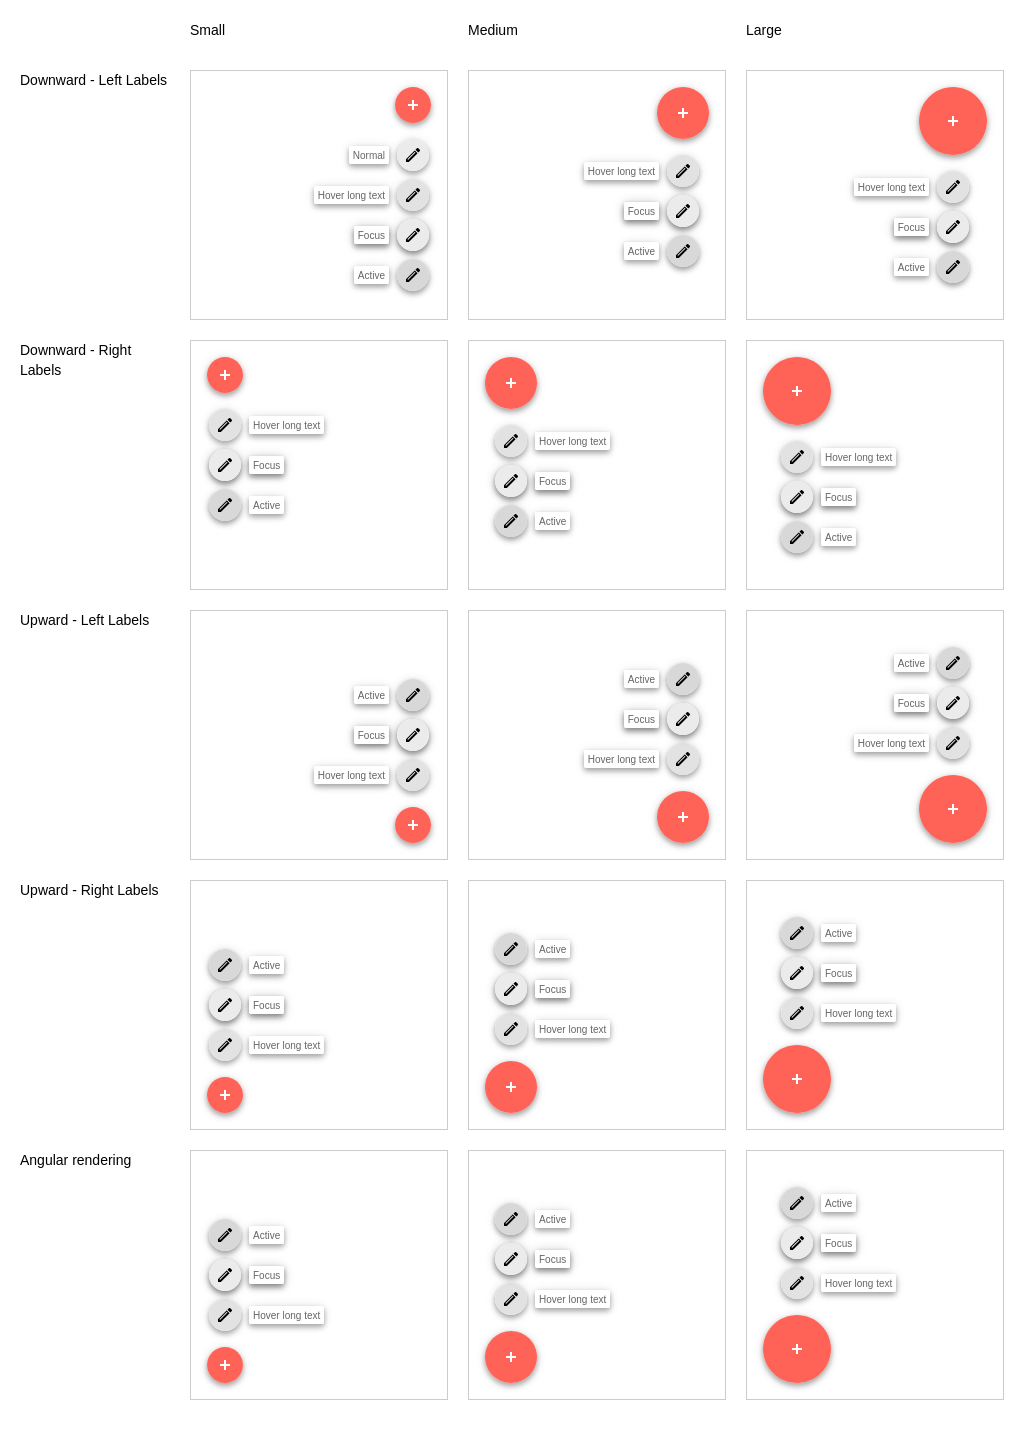 Small Medium Large
Downward - Left Labels
Normal
Hover long text
Focus
Active
Hover long text
Focus
Active
Hover long text
Focus
Active
Downward - Right
Labels
Hover long text
Focus
Active
Hover long text
Focus
Active
Hover long text
Focus
Active
Upward - Left Labels
Active
Focus
Hover long text
Active
Focus
Hover long text
Active
Focus
Hover long text
Upward - Right Labels
Active
Focus
Hover long text
Active
Focus
Hover long text
Active
Focus
Hover long text
Angular rendering
Active
Focus
Hover long text
Active
Focus
Hover long text
Active
Focus
Hover long text